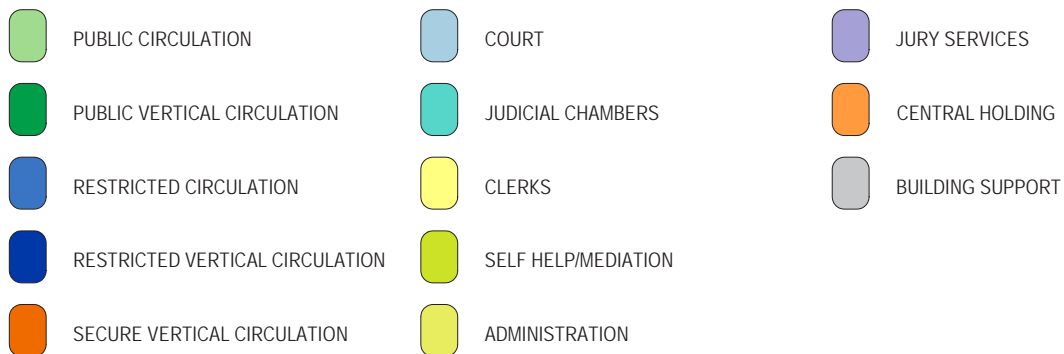 PUBLIC CIRCULATION
PUBLIC VERTICAL CIRCULATION
RESTRICTED CIRCULATION
RESTRICTED VERTICAL CIRCULATION
SECURE VERTICAL CIRCULATION
COURT
JUDICIAL CHAMBERS
CLERKS
SELF HELP/MEDIATION
ADMINISTRATION
JURY SERVICES
CENTRAL HOLDING
BUILDING SUPPORT